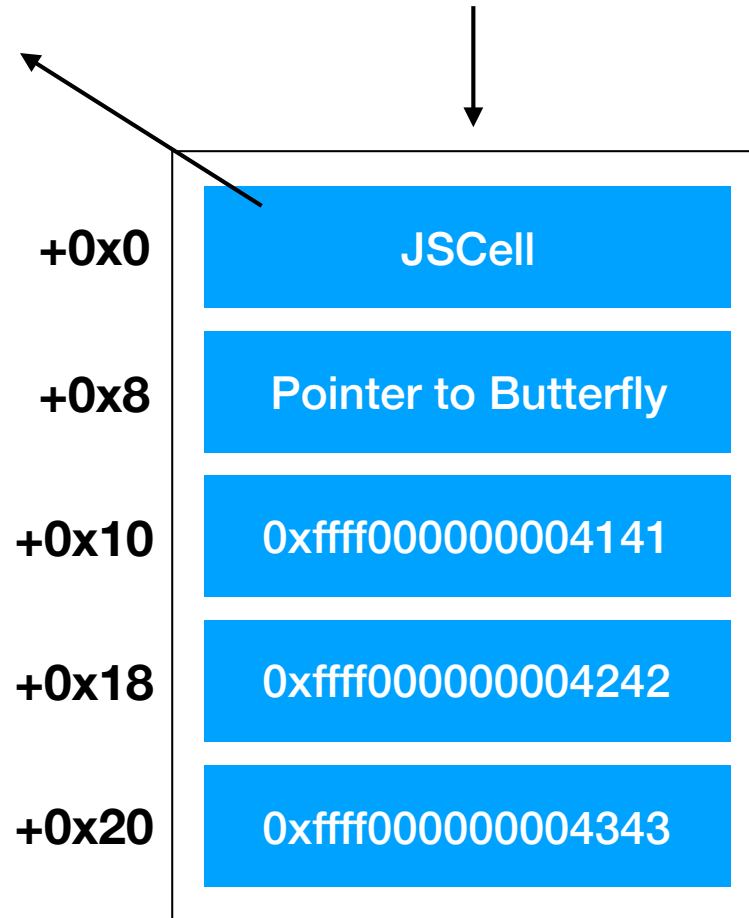 +0x0 JSCell
+0x8 Pointer to Butterfly
+0x10 0xffff000000004141
+0x18 0xffff000000004242
+0x20 0xffff000000004343